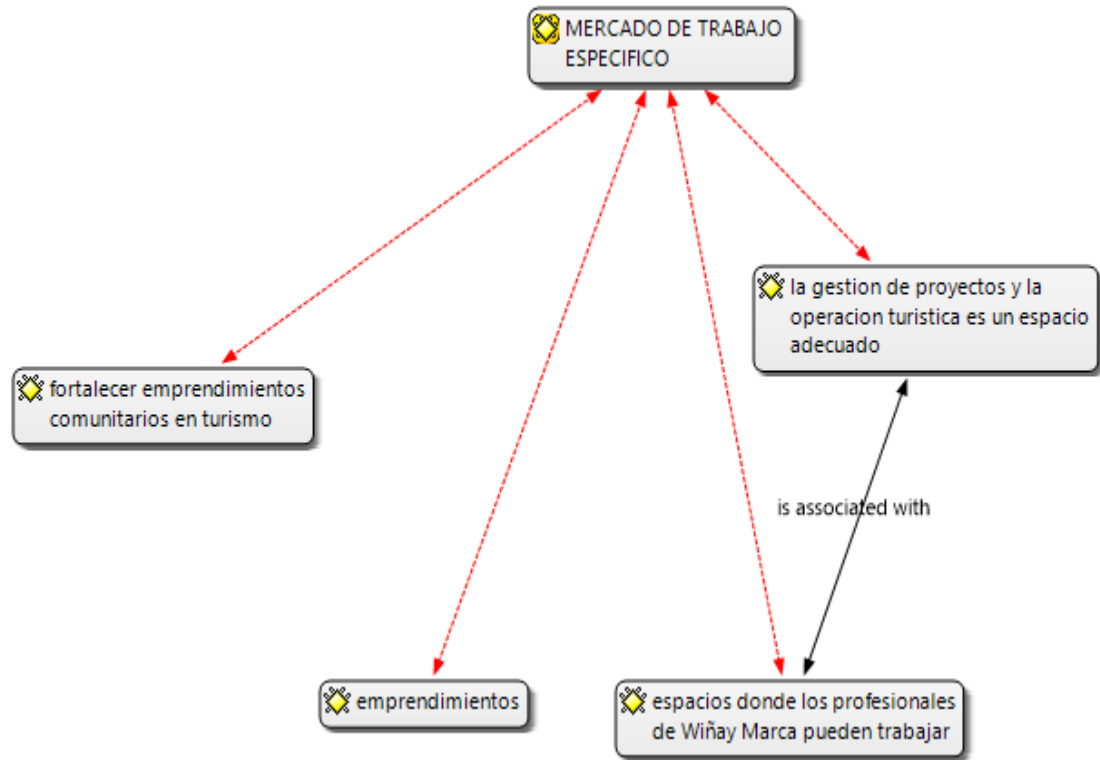 MERCADO DE TRABAJO
ESPECIFICO
la gestion de proyectos y la
operacion turistica es un espacio
adecuado
fortalecer emprendimientos
comunitarios en turismo
is associated with
emprendimientos
espacios donde los profesionales
de Wiñay Marca pueden trabajar